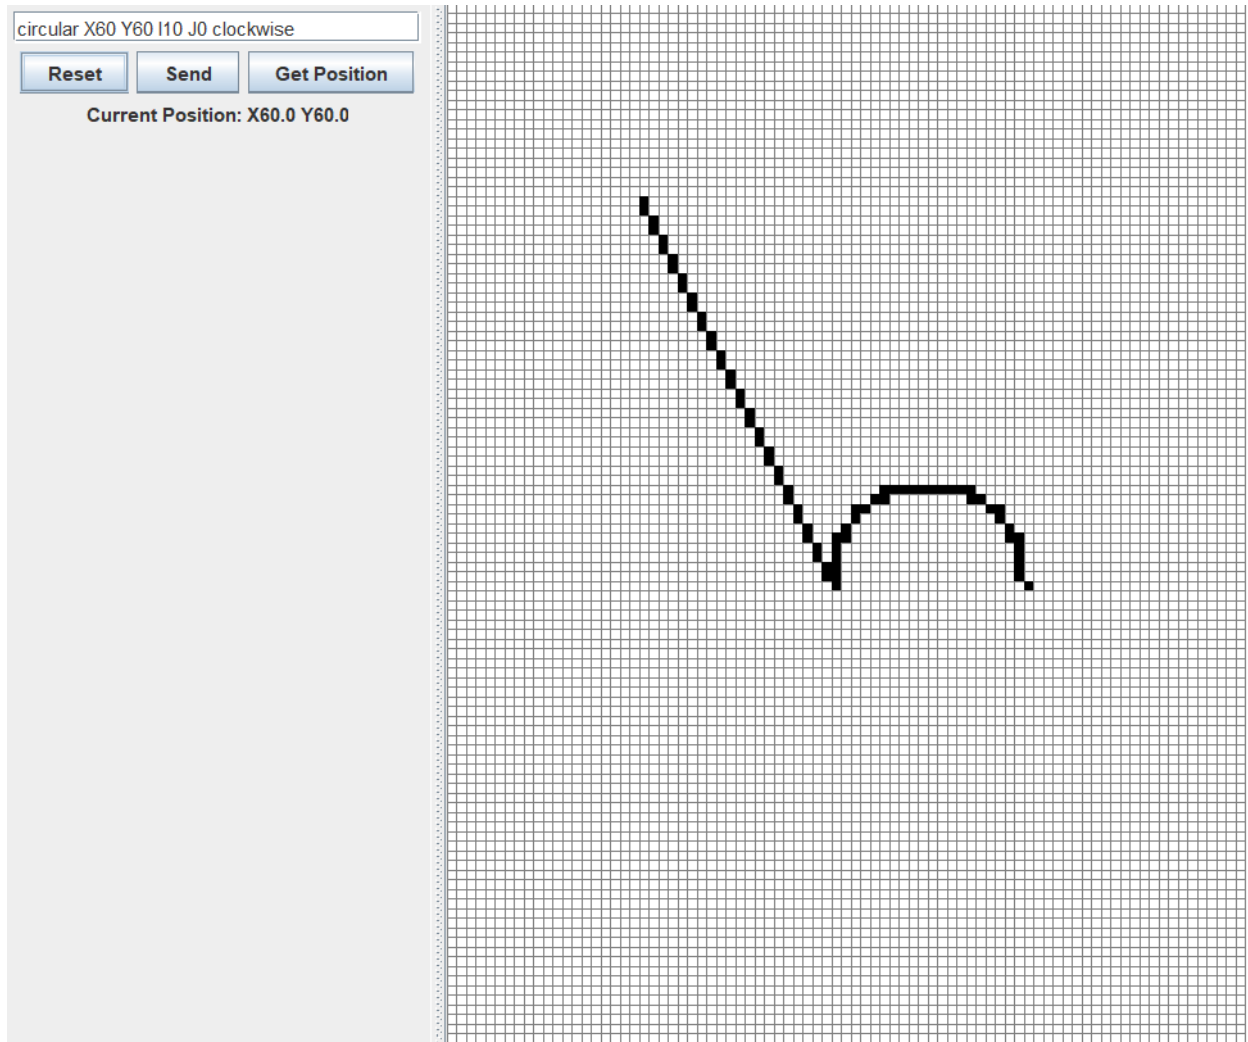 circular X60 Y60 I10 J0 clockwise
Reset Send Get Position
Current Position: X60.0 Y60.0